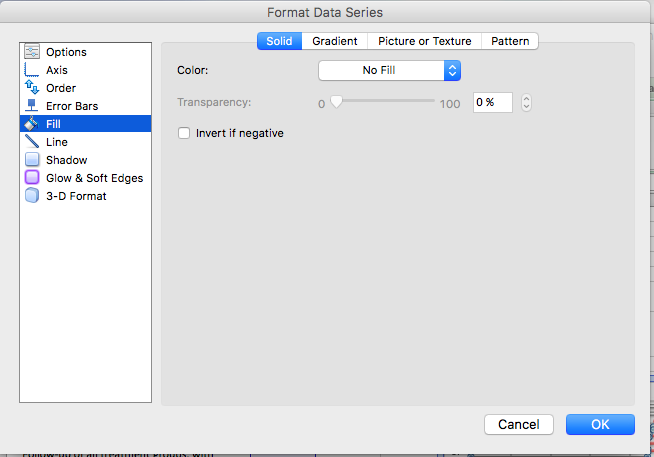 Format Data Series
Solid Gradient Picture or Texture Pattern
Options
Axis
Order
Error Bars
Fill
Line
Shadow
Glow & Soft Edges
3-D Format
Color: No Fill
Transparency: 0 100 0 %
Invert if negative
Cancel OK